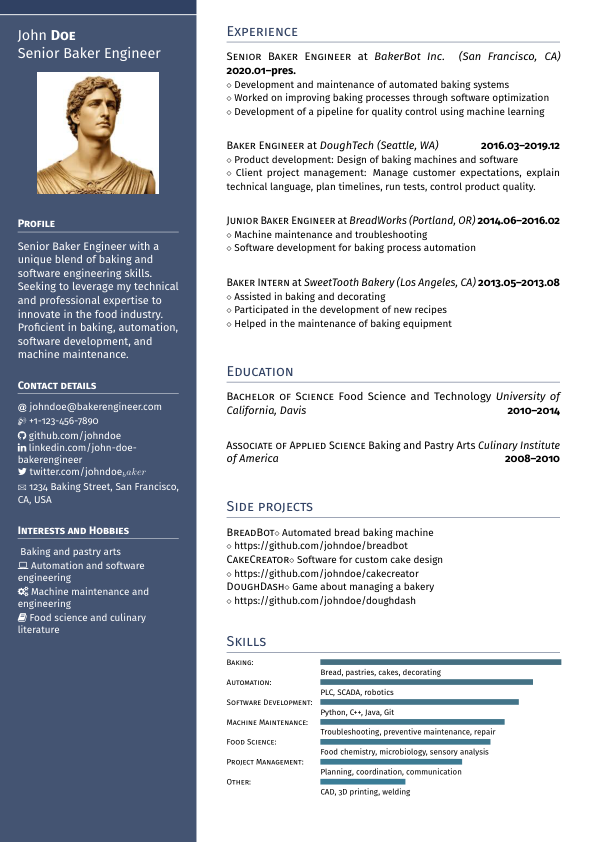 John Doe
Senior Baker Engineer
Profile
Senior Baker Engineer with a
unique blend of baking and
software engineering skills.
Seeking to leverage my technical
and professional expertise to
innovate in the food industry.
Proficient in baking, automation,
software development, and
machine maintenance.
Contact details
@ johndoe@bakerengineer.com
+1-123-456-7890
github.com/johndoe
linkedin.com/in/john-doe-
bakerengineer
twitter.com/johndoebaker
1234 Baking Street, San Francisco,
CA, USA
Interests and Hobbies
Baking and pastry arts
Automation and software
engineering
Machine maintenance and
engineering
Food science and culinary
literature
Experience
Senior Baker Engineer at BakerBot Inc. (San Francisco, CA)
2020.01–pres.
⋄ Development and maintenance of automated baking systems
⋄ Worked on improving baking processes through software optimization
⋄ Development of a pipeline for quality control using machine learning
Baker Engineer at DoughTech (Seattle, WA) 2016.03–2019.12
⋄ Product development: Design of baking machines and software
⋄ Client project management: Manage customer expectations, explain
technical language, plan timelines, run tests, control product quality.
Junior Baker Engineer at BreadWorks (Portland, OR) 2014.06–2016.02
⋄ Machine maintenance and troubleshooting
⋄ Software development for baking process automation
Baker Intern at SweetTooth Bakery (Los Angeles, CA) 2013.05–2013.08
⋄ Assisted in baking and decorating
⋄ Participated in the development of new recipes
⋄ Helped in the maintenance of baking equipment
Education
Bachelor of Science Food Science and Technology University of
California, Davis 2010–2014
Associate of Applied Science Baking and Pastry Arts Culinary Institute
of America 2008–2010
Side projects
BreadBot⋄ Automated bread baking machine
⋄ https://github.com/johndoe/breadbot
CakeCreator⋄ Software for custom cake design
⋄ https://github.com/johndoe/cakecreator
DoughDash⋄ Game about managing a bakery
⋄ https://github.com/johndoe/doughdash
Skills
Baking:
Bread, pastries, cakes, decorating
Automation:
PLC, SCADA, robotics
Software Development:
Python, C++, Java, Git
Machine Maintenance:
Troubleshooting, preventive maintenance, repair
Food Science:
Food chemistry, microbiology, sensory analysis
Project Management:
Planning, coordination, communication
Other:
CAD, 3D printing, welding